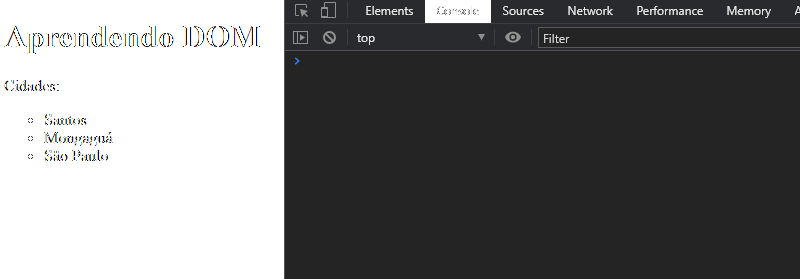 Aprendendo DOM
Cidades:
Santos
Mongaguá
São Paulo
Elements Console Sources Network Performance Memory A
top Filter